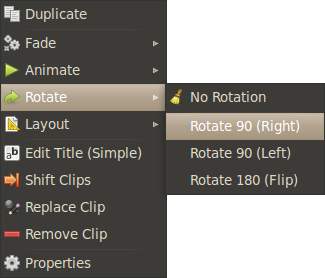 Duplicate
Fade
Animate
Rotate
Layout
ab
Edit Title (Simple)
Shift Clips
Replace Clip
Remove Clip
Properties
No Rotation
Rotate 90 (Right)
Rotate 90 (Left)
Rotate 180 (Flip)